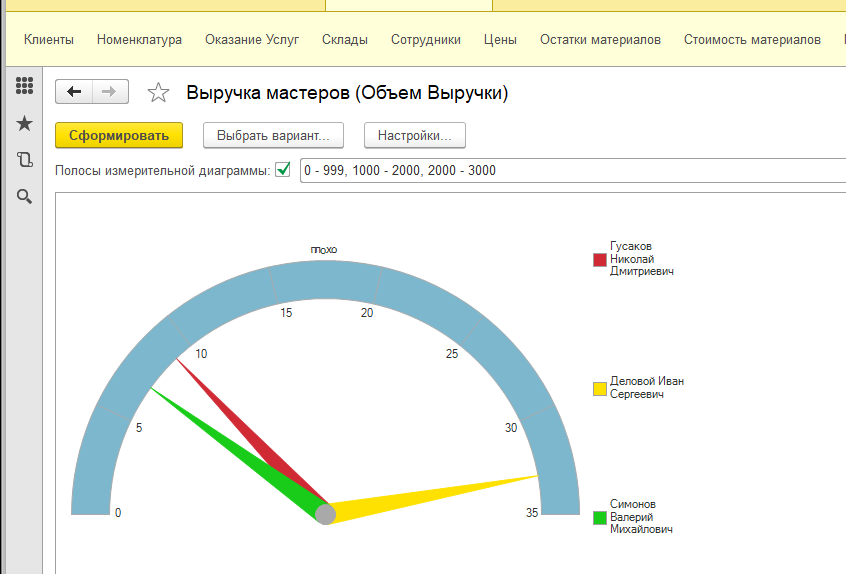 Клиенты Номенклатура Оказание Услуг Склады Сотрудники Цены Остатки материалов Стоимость материалов
Выручка мастеров (Объем Выручки)
Сформировать Выбрать вариант... Настройки...
Полосы измерительной диаграммы: 0 - 999, 1000 - 2000, 2000 - 3000
плохо
0
5
10
15
20
25
30
35
Гусаков
Николай
Дмитриевич
Деловой Иван
Сергеевич
Симонов
Валерий
Михайлович